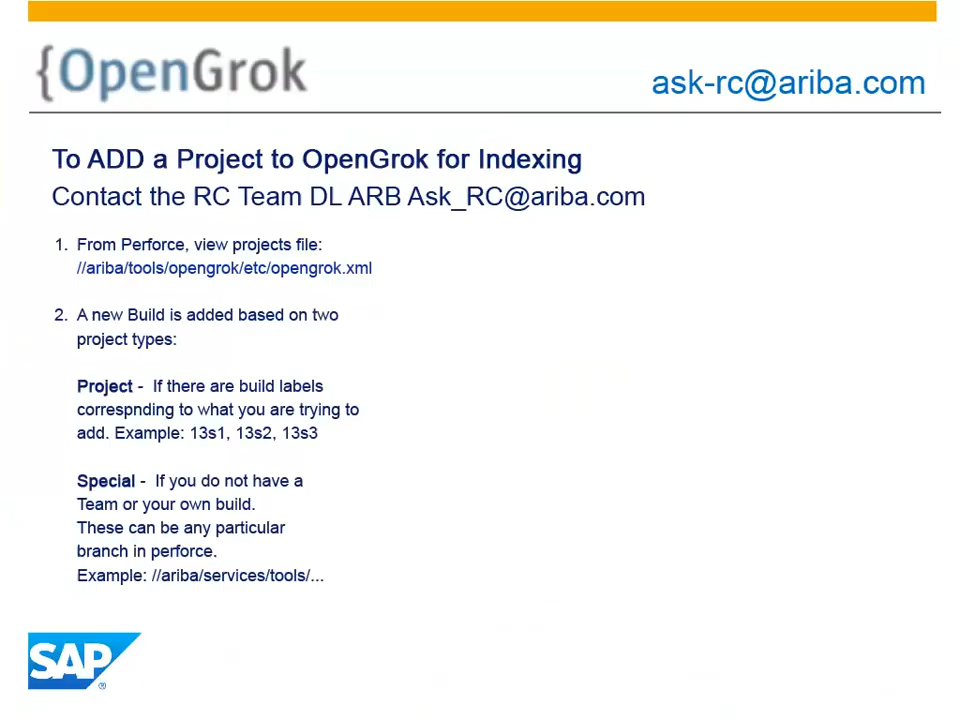 {OpenGrok
ask-rc@ariba.com
To ADD a Project to OpenGrok for Indexing
Contact the RC Team DL ARB Ask_RC@ariba.com
1. From Perforce, view projects file:
//ariba/tools/opengrok/etc/opengrok.xml
2. A new Build is added based on two
project types:
Project - If there are build labels
correspnding to what you are trying to
add. Example: 13s1, 13s2, 13s3
Special - If you do not have a
Team or your own build.
These can be any particular
branch in perforce.
Example: //ariba/services/tools/...
SAP®